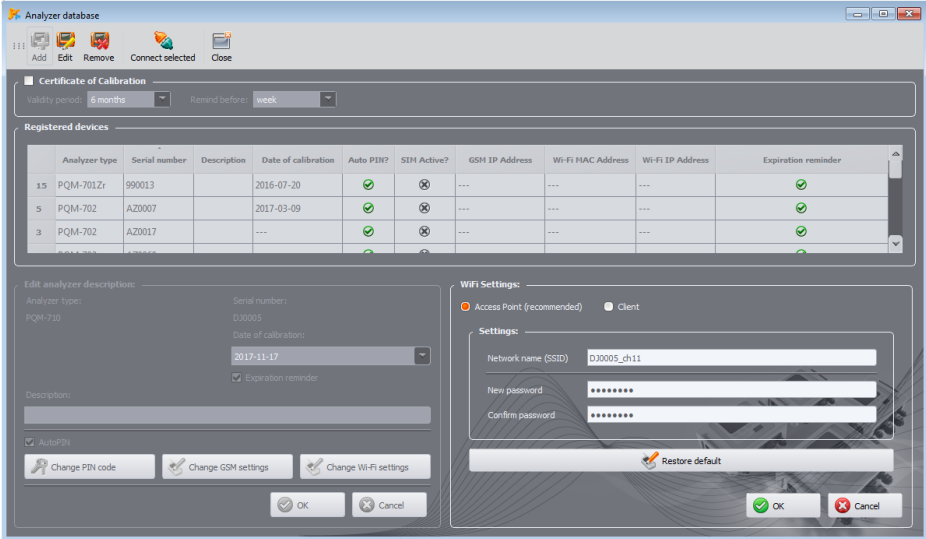 Analyzer database
Add Edit Remove Connect selected Close
Certificate of Calibration
Validity period: 6 months Remind before: week
Registered devices
Analyzer type Serial number Description Date of calibration Auto PIN? SIM Active? GSM IP Address Wi-Fi MAC Address Wi-Fi IP Address Expiration reminder
15 PQM-701Zr 990013 2016-07-20 --- --- ---
5 PQM-702 AZ0007 2017-03-09 --- --- ---
3 PQM-702 AZ0017 --- --- --- ---
Edit analyzer description:
Analyzer type: Serial number:
PQM-710 DJ0005
Date of calibration:
2017-11-17
Expiration reminder
Description:
AutoPIN
Change PIN code Change GSM settings Change Wi-Fi settings
OK Cancel
WiFi Settings:
Access Point (recommended) Client
Settings:
Network name (SSID) DJ0005_ch11
New password ●●●●●●●●
Confirm password ●●●●●●●●
Restore default
OK Cancel